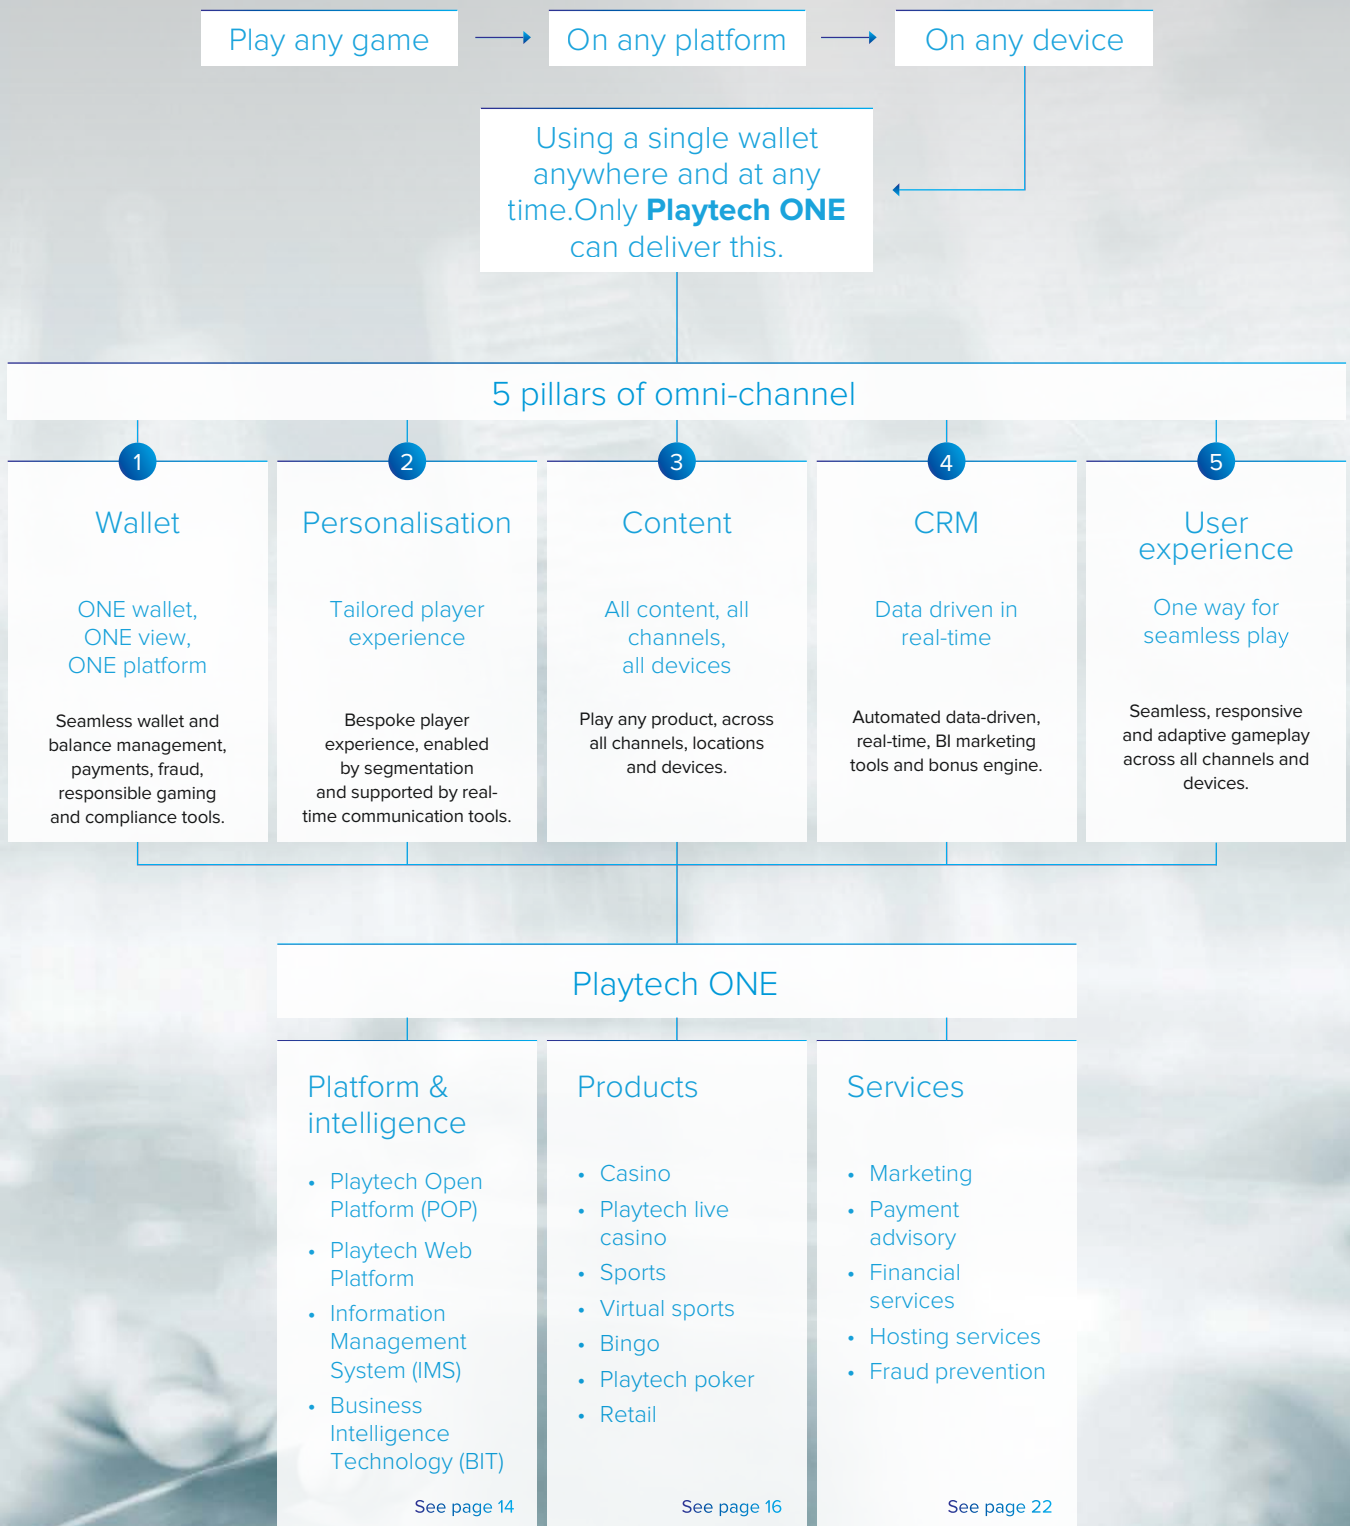 Play any game
On any platform
On any device
Using a single wallet
anywhere and at any
time.Only Playtech ONE
can deliver this.
5 pillars of omni-channel
1
Wallet
ONE wallet,
ONE view,
ONE platform
Seamless wallet and
balance management,
payments, fraud,
responsible gaming
and compliance tools.
2
Personalisation
Tailored player
experience
Bespoke player
experience, enabled
by segmentation
and supported by real-
time communication tools.
3
Content
All content, all
channels,
all devices
Play any product, across
all channels, locations
and devices.
4
CRM
Data driven in
real-time
Automated data-driven,
real-time, BI marketing
tools and bonus engine.
5
User
experience
One way for
seamless play
Seamless, responsive
and adaptive gameplay
across all channels and
devices.
Playtech ONE
Platform &
intelligence
• Playtech Open
Platform (POP)
• Playtech Web
Platform
• Information
Management
System (IMS)
• Business
Intelligence
Technology (BIT)
See page 14
Products
• Casino
• Playtech live
casino
• Sports
• Virtual sports
• Bingo
• Playtech poker
• Retail
See page 16
Services
• Marketing
• Payment
advisory
• Financial
services
• Hosting services
• Fraud prevention
See page 22